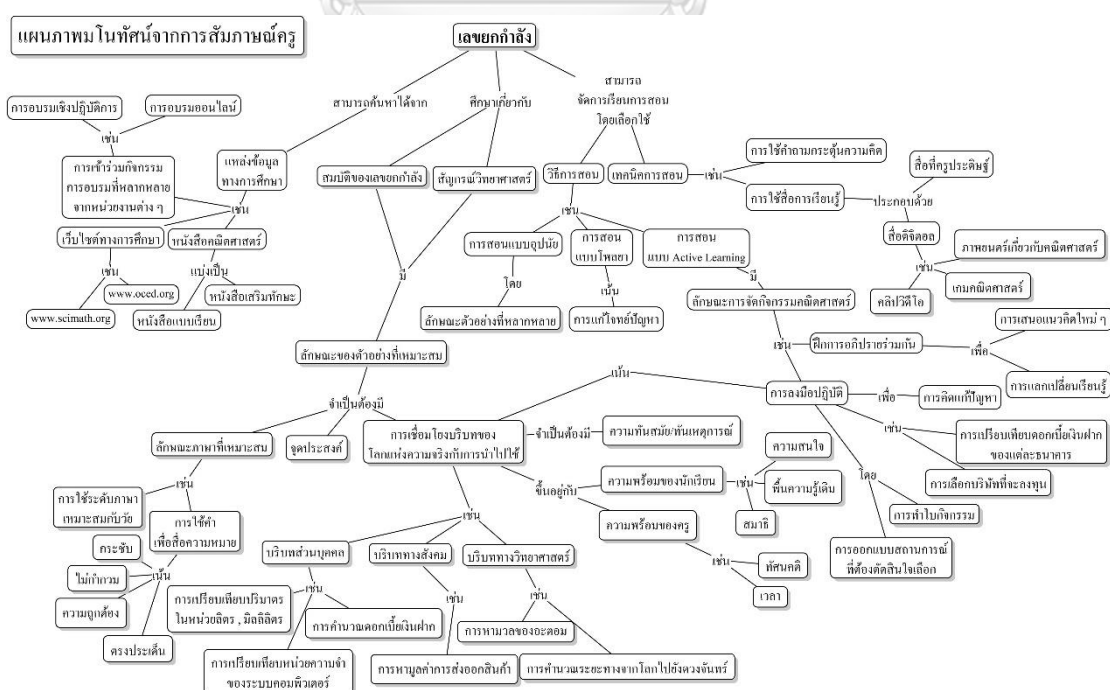 แผนภาพมโนทัศน์จากการสัมภาษณ์ครู
เลขยกกำลัง
สามารถค้นหาได้จาก
ศึกษาเกี่ยวกับ
สามารถ
จัดการเรียนการสอน
โดยเลือกใช้
การอบรมเชิงปฏิบัติการ
การอบรมออนไลน์
เช่น
การเข้าร่วมกิจกรรม
การอบรมที่หลากหลาย
จากหน่วยงานต่าง ๆ
แหล่งข้อมูล
ทางการศึกษา
เช่น
เว็บไซต์ทางการศึกษา
หนังสือคณิตศาสตร์
เช่น
แบ่งเป็น
www.oced.org
หนังสือเสริมทักษะ
www.scimath.org
หนังสือแบบเรียน
สมบัติของเลขยกกำลัง
สัญกรณ์วิทยาศาสตร์
มี
วิธีการสอน
เทคนิคการสอน
เช่น
การใช้คำถามกระตุ้นความคิด
การใช้สื่อการเรียนรู้
ประกอบด้วย
สื่อที่ครูประดิษฐ์
สื่อดิจิตอล
เช่น
ภาพยนตร์เกี่ยวกับคณิตศาสตร์
เกมคณิตศาสตร์
คลิปวิดีโอ
เช่น
การสอนแบบอุปนัย
การสอน
แบบโพลยา
การสอน
แบบ Active Learning
โดย
เน้น
มี
ลักษณะตัวอย่างที่หลากหลาย
การแก้โจทย์ปัญหา
ลักษณะการจัดกิจกรรมคณิตศาสตร์
เช่น
ฝึกการอภิปรายร่วมกัน
เพื่อ
การเสนอแนวคิดใหม่ ๆ
การแลกเปลี่ยนเรียนรู้
ลักษณะของตัวอย่างที่เหมาะสม
จำเป็นต้องมี
เน้น
การลงมือปฏิบัติ
เพื่อ
การคิดแก้ปัญหา
ลักษณะภาษาที่เหมาะสม
จุดประสงค์
การเชื่อมโยงบริบทของ
โลกแห่งความจริงกับการนำไปใช้
จำเป็นต้องมี
ความทันสมัย/ทันเหตุการณ์
เช่น
การเปรียบเทียบดอกเบี้ยเงินฝาก
ของแต่ละธนาคาร
การเลือกบริษัทที่จะลงทุน
โดย
การทำใบกิจกรรม
การออกแบบสถานการณ์
ที่ต้องตัดสินใจเลือก
ขึ้นอยู่กับ
ความพร้อมของนักเรียน
เช่น
ความสนใจ
พื้นความรู้เดิม
สมาธิ
ความพร้อมของครู
เช่น
ทัศนคติ
เวลา
เช่น
การใช้ระดับภาษา
เหมาะสมกับวัย
การใช้คำ
เพื่อสื่อความหมาย
เน้น
กระชับ
ไม่กำกวม
ความถูกต้อง
ตรงประเด็น
เช่น
บริบทส่วนบุคคล
บริบททางสังคม
บริบททางวิทยาศาสตร์
เช่น
เช่น
เช่น
การเปรียบเทียบปริมาตร
ในหน่วยลิตร , มิลลิลิตร
การคำนวณดอกเบี้ยเงินฝาก
การหามวลของอะตอม
การเปรียบเทียบหน่วยความจำ
ของระบบคอมพิวเตอร์
การหามูลค่าการส่งออกสินค้า
การคำนวณระยะทางจากโลกไปยังดวงจันทร์